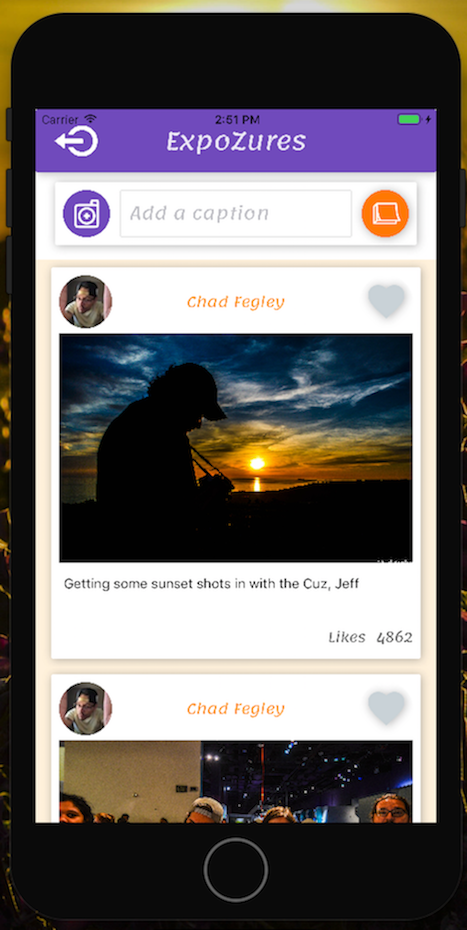 Carrier 2:51 PM
ExpoZures
Add a caption
Chad Fegley
Getting some sunset shots in with the Cuz, Jeff
Likes 4862
Chad Fegley